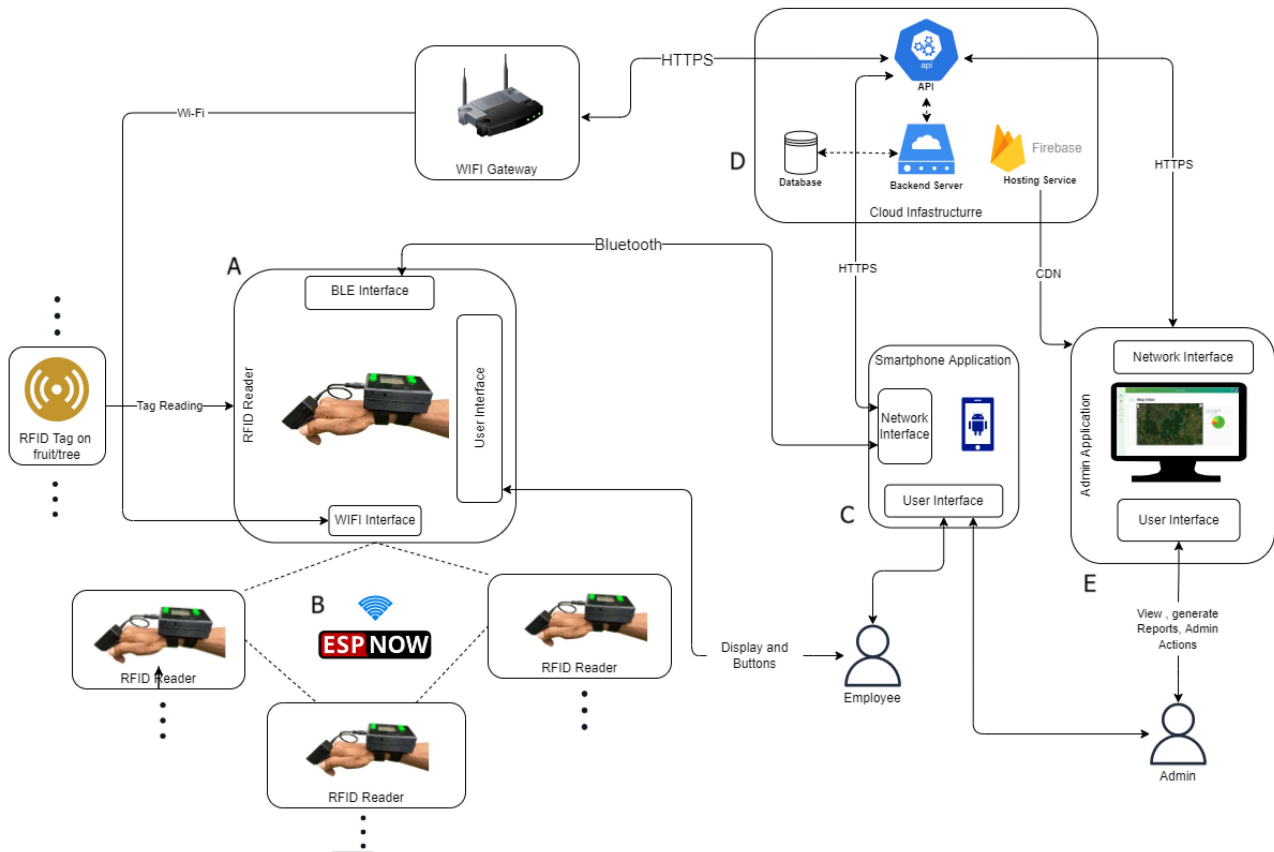 HTTPS
api
API
Wi-Fi
WIFI Gateway
D
Database
Backend Server
Firebase
Hosting Service
Cloud Infastructurre
HTTPS
Bluetooth
HTTPS
CDN
A
BLE Interface
RFID Reader
User Interface
WIFI Interface
RFID Tag on
fruit/tree
Tag Reading
Smartphone Application
Network
Interface
User Interface
C
Network Interface
Admin Application
Map View
User Interface
E
B
ESPNOW
RFID Reader
RFID Reader
RFID Reader
Display and
Buttons
Employee
View , generate
Reports, Admin
Actions
Admin